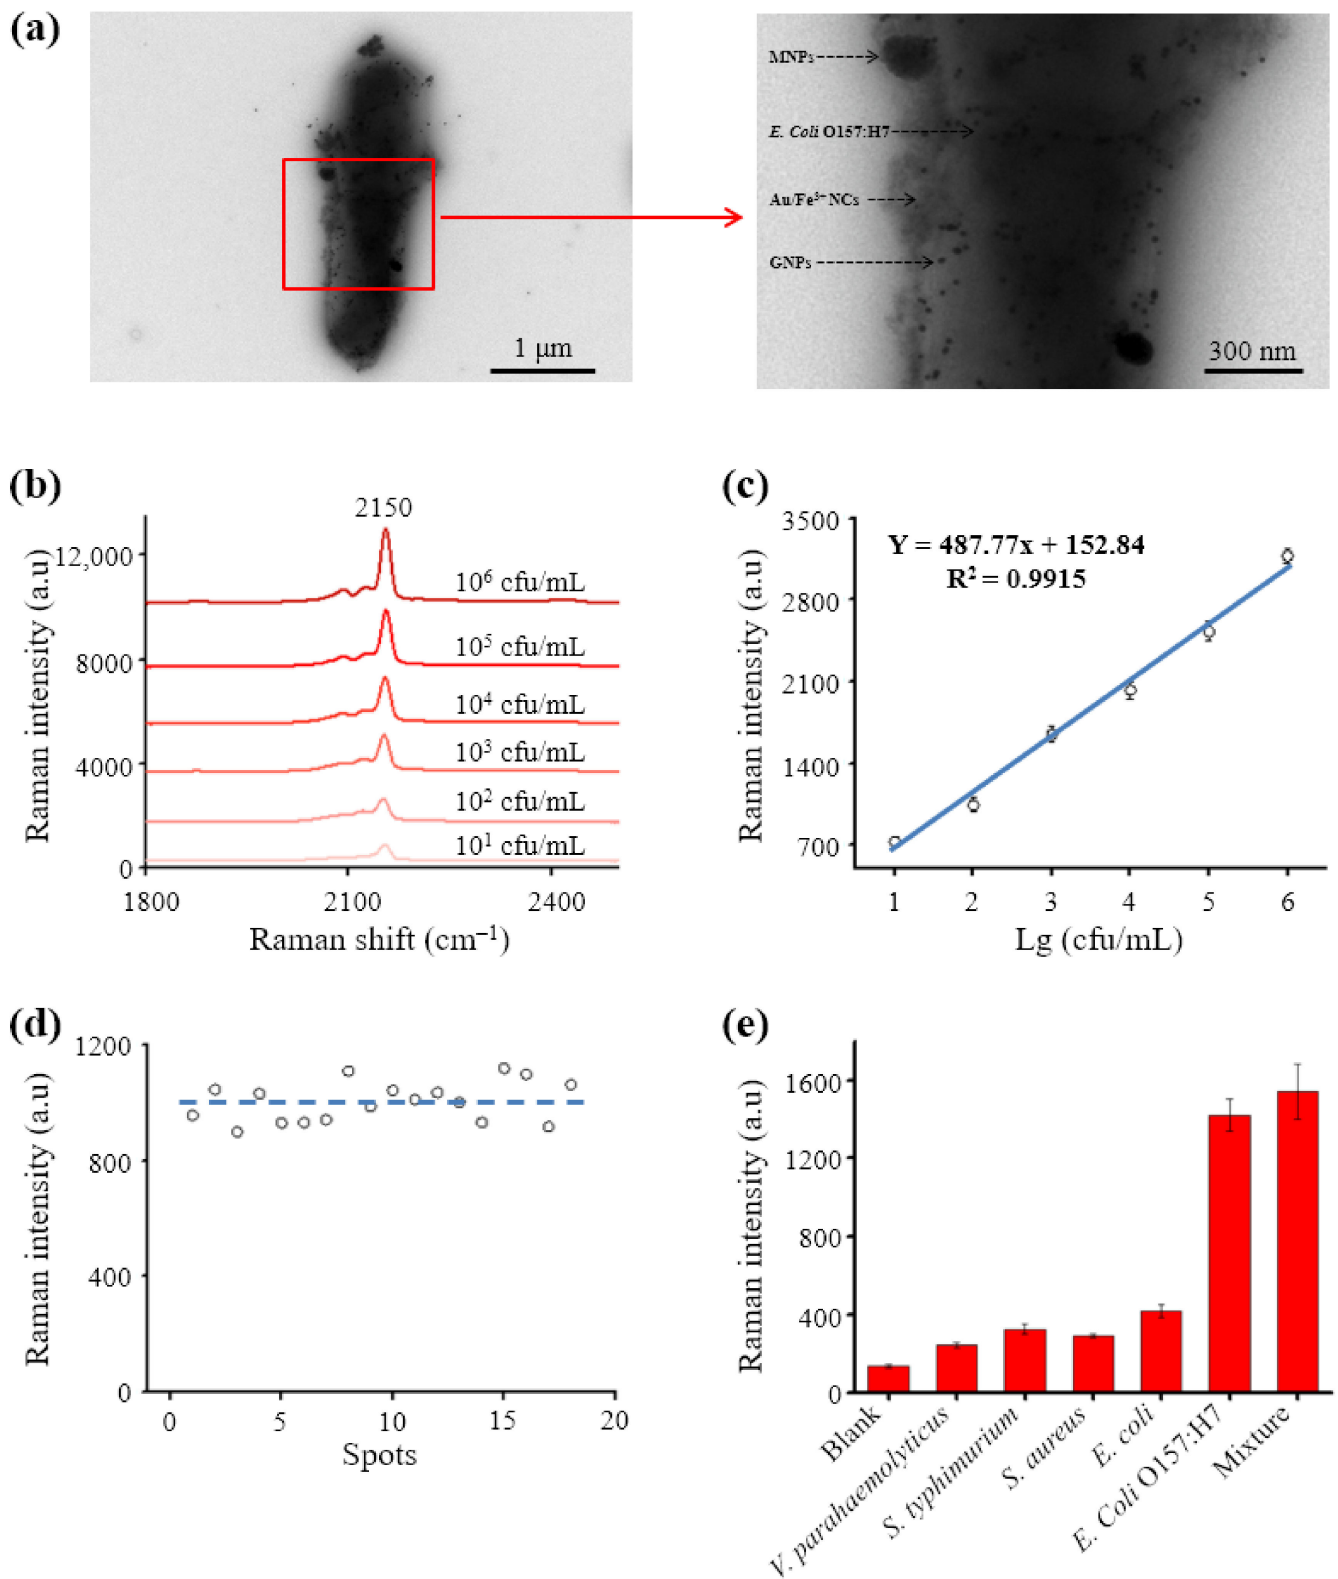 (a)
1 μm
MNPs
E. Coli O157:H7
Au/Fe³⁺ NCs
GNPs
300 nm
(b)
2150
12,000
8000
4000
0
10⁶ cfu/mL
10⁵ cfu/mL
10⁴ cfu/mL
10³ cfu/mL
10² cfu/mL
10¹ cfu/mL
1800 2100 2400
Raman shift (cm⁻¹)
Raman intensity (a.u)
(c)
Y = 487.77x + 152.84
R² = 0.9915
3500
2800
2100
1400
700
1 2 3 4 5 6
Lg (cfu/mL)
Raman intensity (a.u)
(d)
1200
800
400
0
0 5 10 15 20
Spots
Raman intensity (a.u)
(e)
1600
1200
800
400
0
Blank
V. parahaemolyticus
S. typhimurium
S. aureus
E. coli
E. Coli O157:H7
Mixture
Raman intensity (a.u)